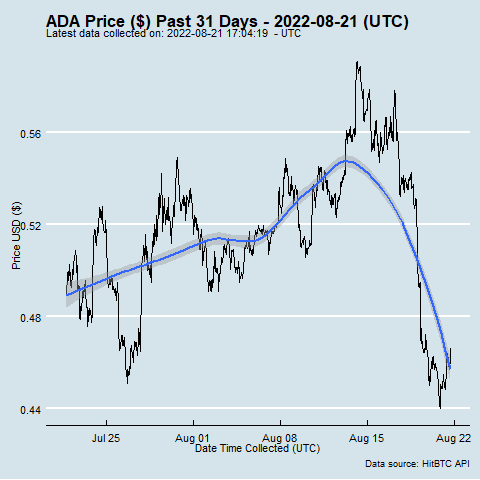 ADA Price ($) Past 31 Days - 2022-08-21 (UTC)
Latest data collected on: 2022-08-21 17:04:19 - UTC
0.56
0.52
0.48
0.44
Price USD ($)
Jul 25
Aug 01
Aug 08
Aug 15
Aug 22
Date Time Collected (UTC)
Data source: HitBTC API